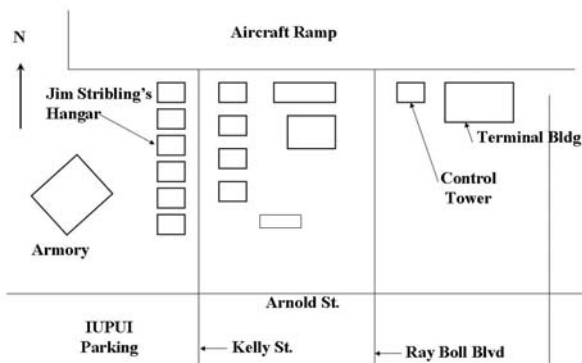 Aircraft Ramp
N
Jim Stribling's
Hangar
Terminal Bldg
Control
Tower
Armory
Arnold St.
IUPUI
Parking
Kelly St.
Ray Boll Blvd